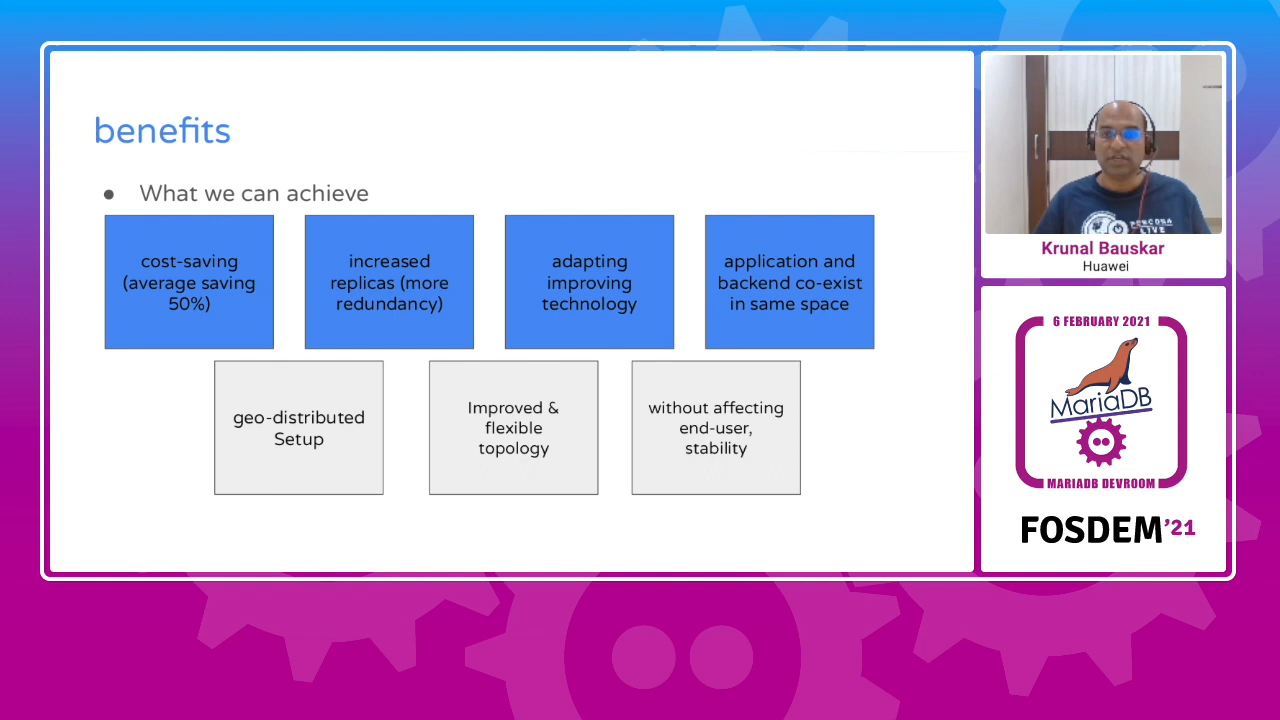 benefits
● What we can achieve
cost-saving
(average saving
50%)
increased
replicas (more
redundancy)
adapting
improving
technology
application and
backend co-exist
in same space
geo-distributed
Setup
Improved &
flexible
topology
without affecting
end-user,
stability
PERCONA
LIVE
Krunal Bauskar
Huawei
6 FEBRUARY 2021
MariaDB
MARIADB DEVROOM
FOSDEM'21